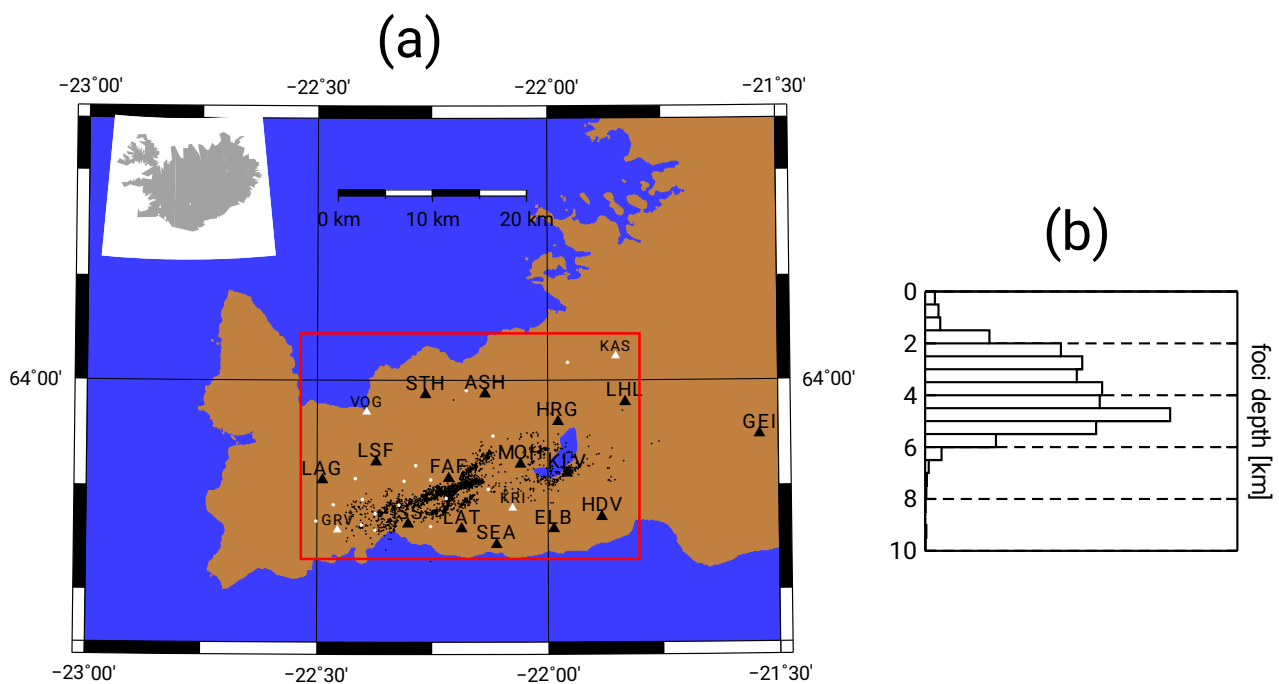 (a)
−23°00' −22°30' −22°00' −21°30'
0 km 10 km 20 km
KAS
64°00' 64°00'
STH ASH LHL
VOG
HRG
GEI
LSF MOH KLV
LAG FAF
KRI
GRV LAT ELB HDV
SEA
−23°00' −22°30' −22°00' −21°30'
(b)
0
2
4
6
8
10
foci depth [km]